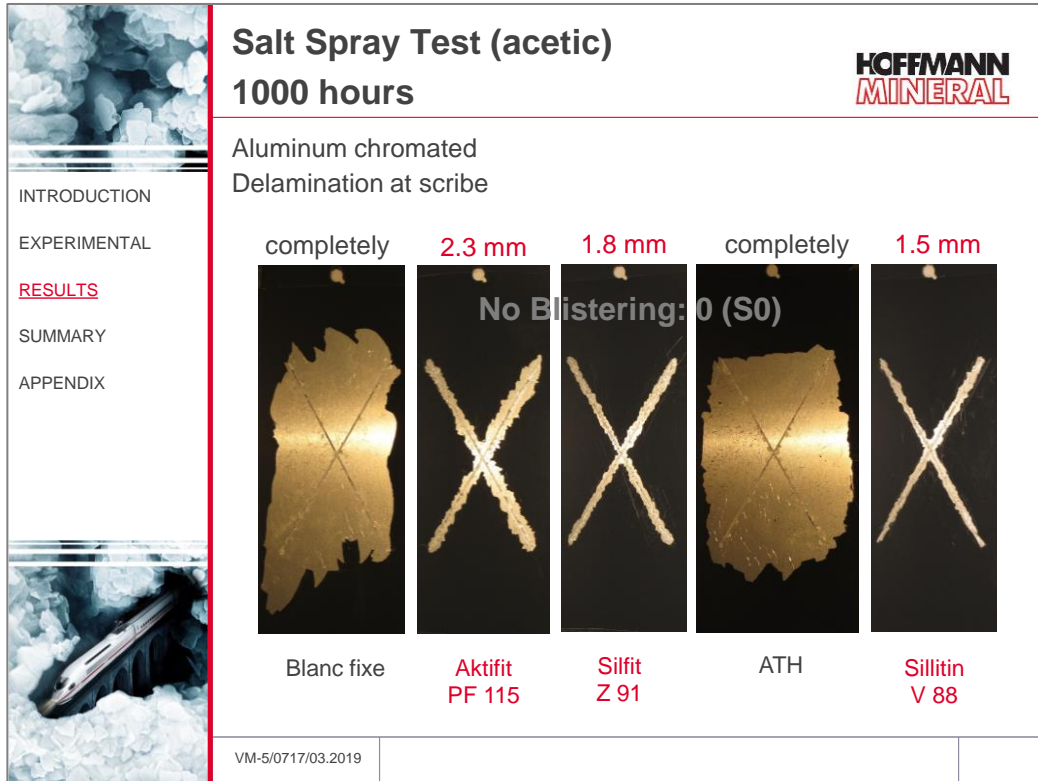 Salt Spray Test (acetic)
1000 hours
HOFFMANN
MINERAL
Aluminum chromated
Delamination at scribe
INTRODUCTION
EXPERIMENTAL
RESULTS
SUMMARY
APPENDIX
completely 2.3 mm 1.8 mm completely 1.5 mm
No Blistering: 0 (S0)
Blanc fixe Aktifit Silfit ATH Sillitin
PF 115 Z 91 V 88
VM-5/0717/03.2019